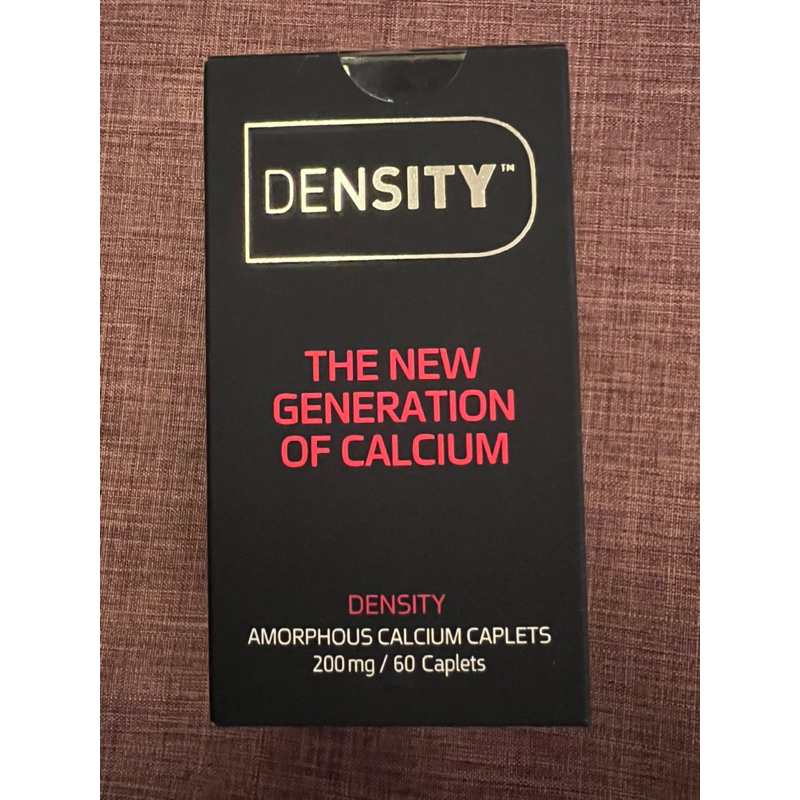 DENSITY™
THE NEW
GENERATION
OF CALCIUM
DENSITY
AMORPHOUS CALCIUM CAPLETS
200mg / 60 Caplets